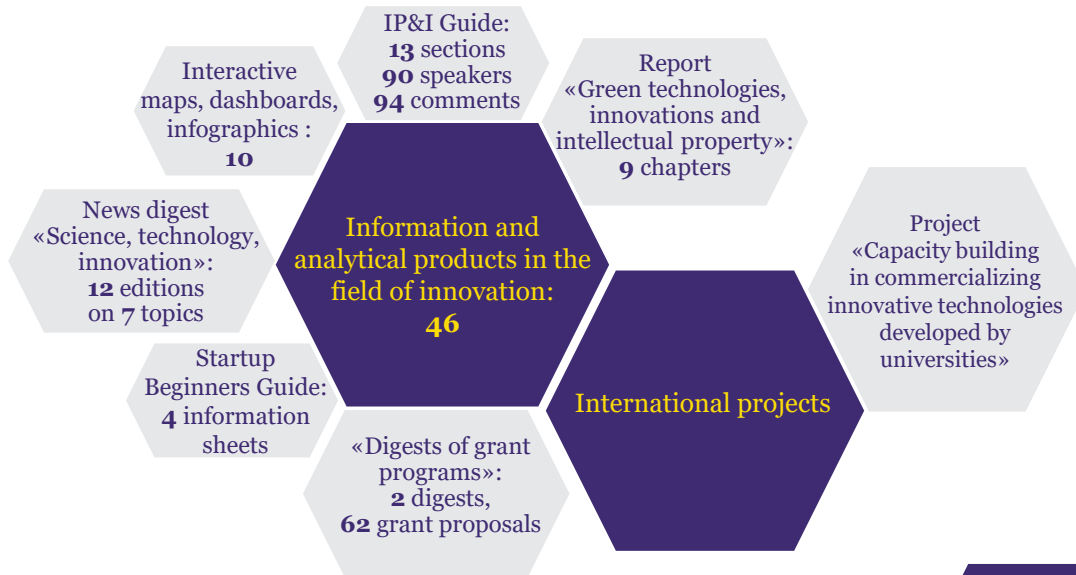 IP&I Guide:
13 sections
90 speakers
94 comments
Interactive
maps, dashboards,
infographics :
10
Report
«Green technologies,
innovations and
intellectual property»:
9 chapters
News digest
«Science, technology,
innovation»:
12 editions
on 7 topics
Information and
analytical products in the
field of innovation:
46
Project
«Capacity building
in commercializing
innovative technologies
developed by
universities»
Startup
Beginners Guide:
4 information
sheets
International projects
«Digests of grant
programs»:
2 digests,
62 grant proposals